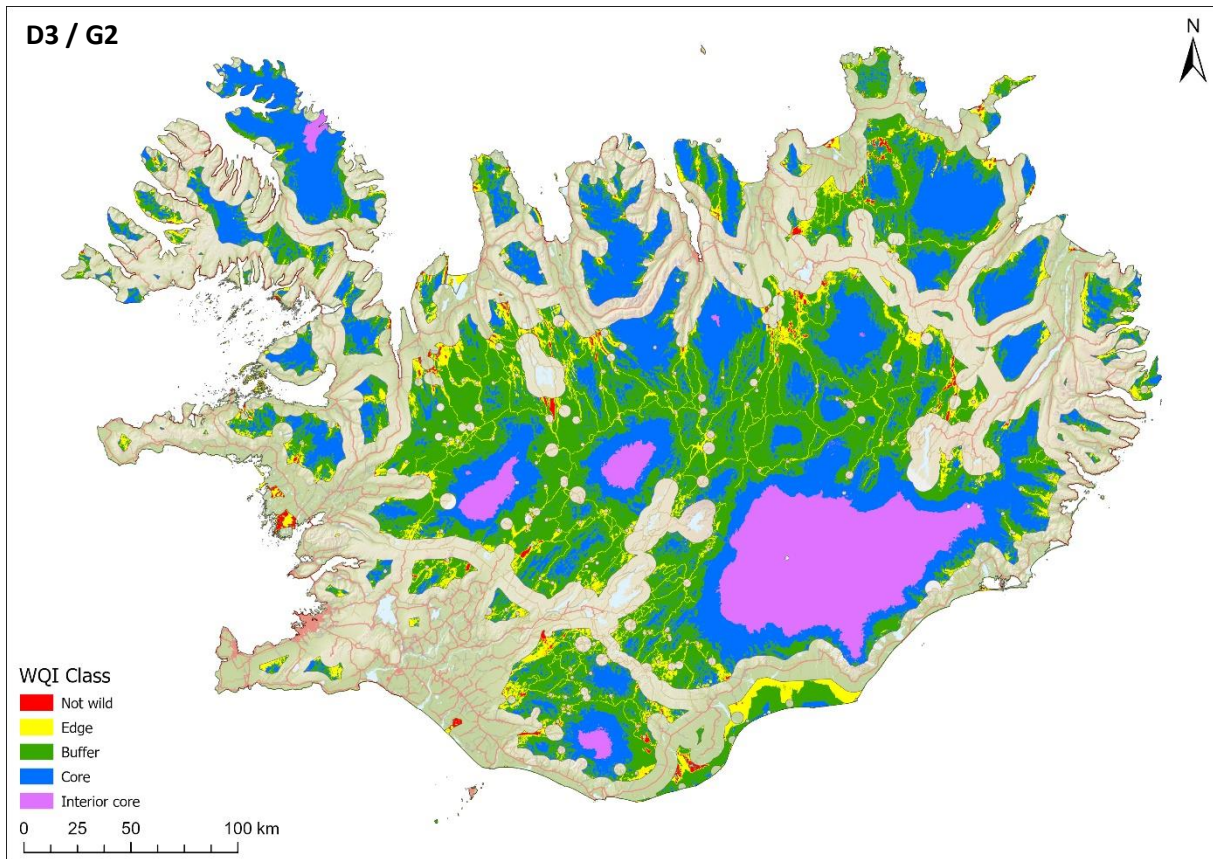 D3 / G2
N
WQI Class
Not wild
Edge
Buffer
Core
Interior core
0 25 50 100 km